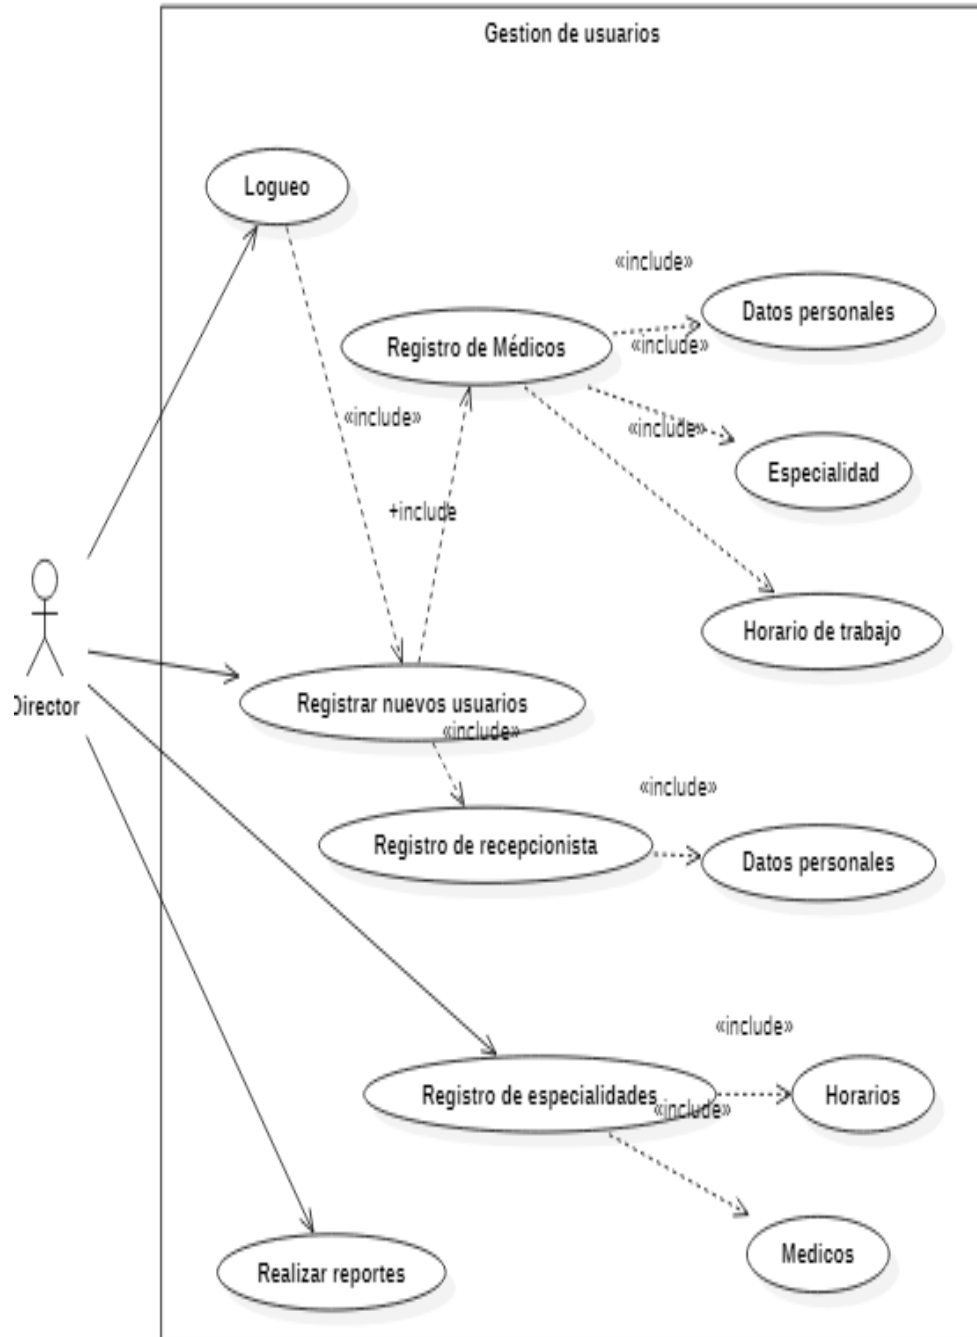 Gestion de usuarios
Logueo
«include»
Datos personales
Registro de Médicos
«include»
«include»
«include»
Especialidad
+include
Horario de trabajo
Director
Registrar nuevos usuarios
«include»
«include»
Registro de recepcionista
Datos personales
«include»
Registro de especialidades
«include»
Horarios
Medicos
Realizar reportes